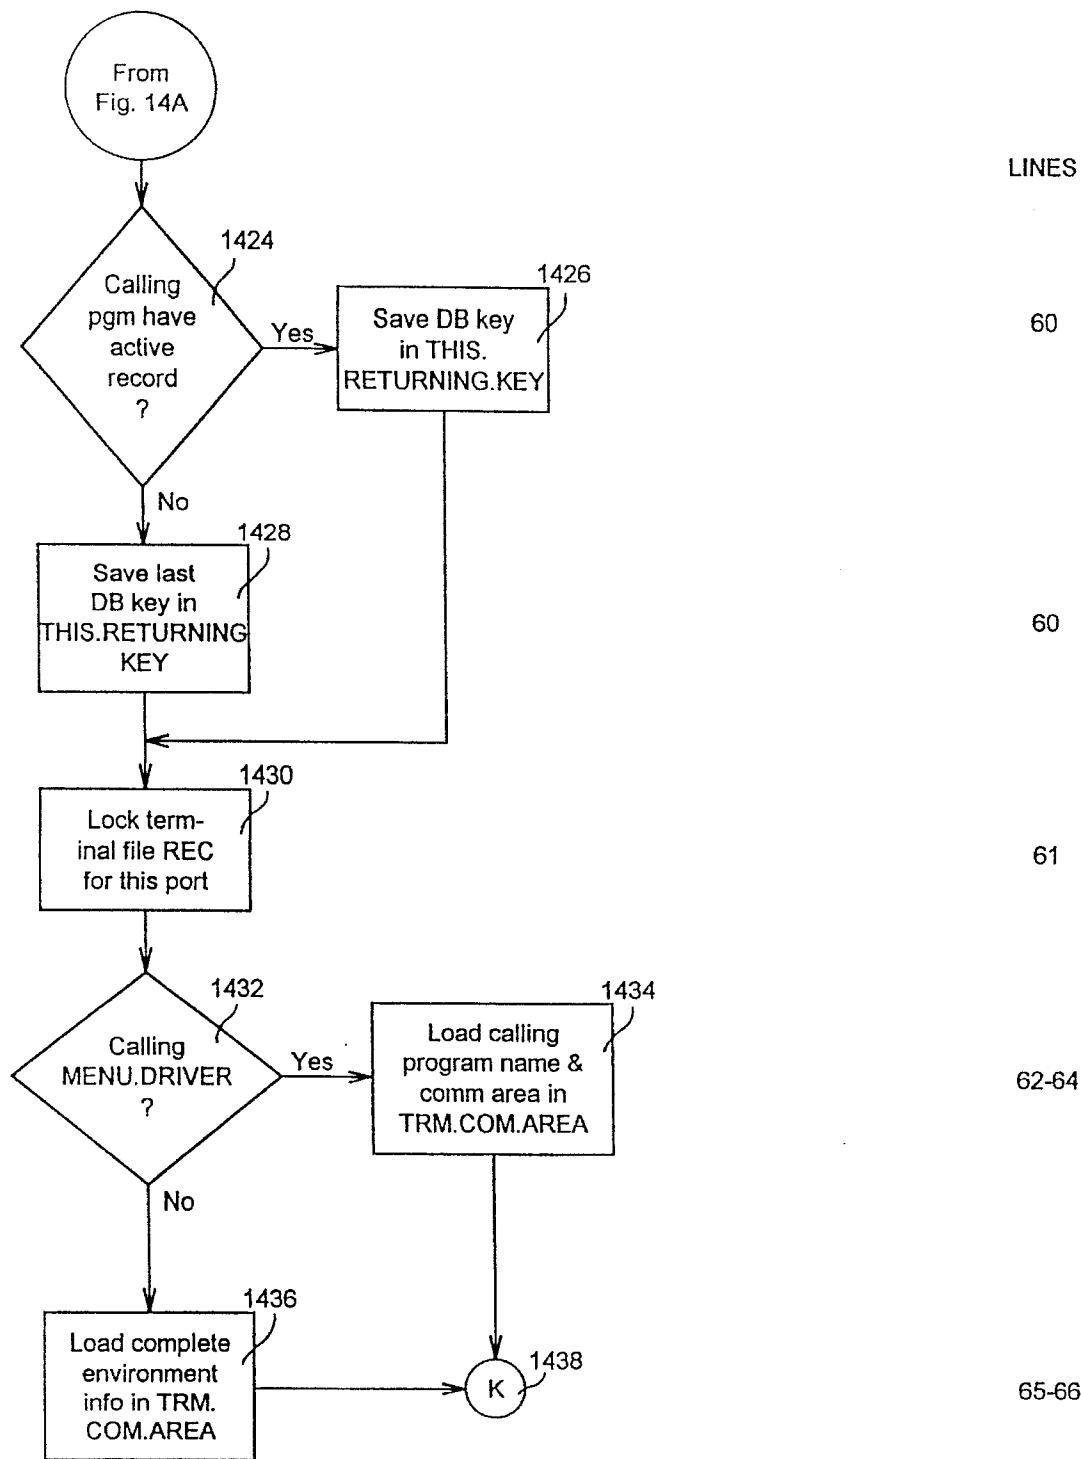 From
Fig. 14A
LINES
1424
Calling
pgm have
active
record
?
Yes
1426
Save DB key
in THIS.
RETURNING.KEY
60
No
1428
Save last
DB key in
THIS.RETURNING
KEY
60
1430
Lock term-
inal file REC
for this port
61
1432
Calling
MENU.DRIVER
?
Yes
1434
Load calling
program name &
comm area in
TRM.COM.AREA
62-64
No
1436
Load complete
environment
info in TRM.
COM.AREA
K
1438
65-66